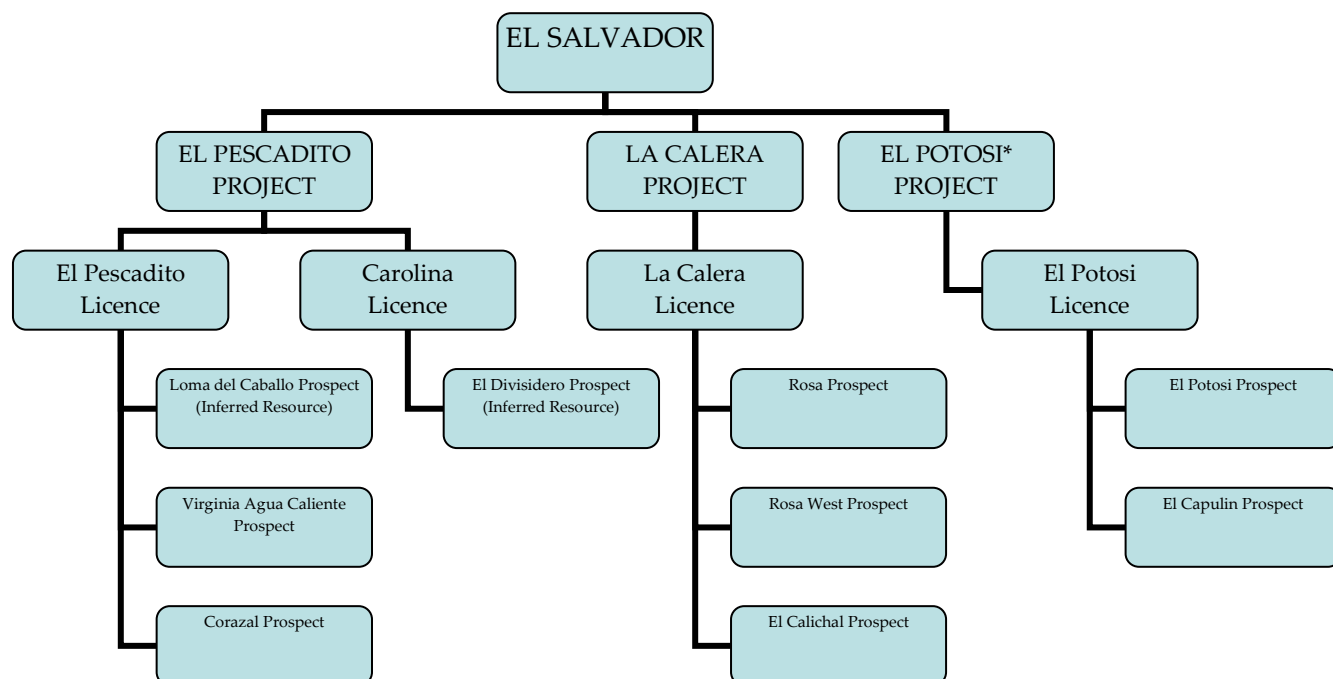 EL SALVADOR
EL PESCADITO
PROJECT
LA CALERA
PROJECT
EL POTOSI*
PROJECT
El Pescadito
Licence
Carolina
Licence
La Calera
Licence
El Potosi
Licence
Loma del Caballo Prospect
(Inferred Resource)
El Divisidero Prospect
(Inferred Resource)
Rosa Prospect
El Potosi Prospect
Virginia Agua Caliente
Prospect
Rosa West Prospect
El Capulin Prospect
Corazal Prospect
El Calichal Prospect